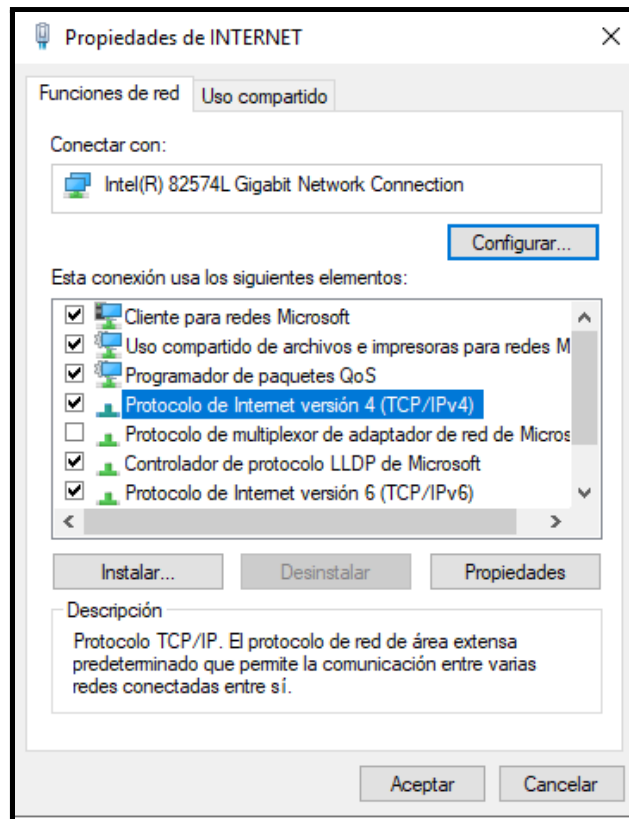 Propiedades de INTERNET
Funciones de red
Uso compartido
Conectar con:
Intel(R) 82574L Gigabit Network Connection
Configurar...
Esta conexión usa los siguientes elementos:
Cliente para redes Microsoft
Uso compartido de archivos e impresoras para redes M
Programador de paquetes QoS
Protocolo de Internet versión 4 (TCP/IPv4)
Protocolo de multiplexor de adaptador de red de Micros
Controlador de protocolo LLDP de Microsoft
Protocolo de Internet versión 6 (TCP/IPv6)
Instalar...
Desinstalar
Propiedades
Descripción
Protocolo TCP/IP. El protocolo de red de área extensa
predeterminado que permite la comunicación entre varias
redes conectadas entre sí.
Aceptar
Cancelar